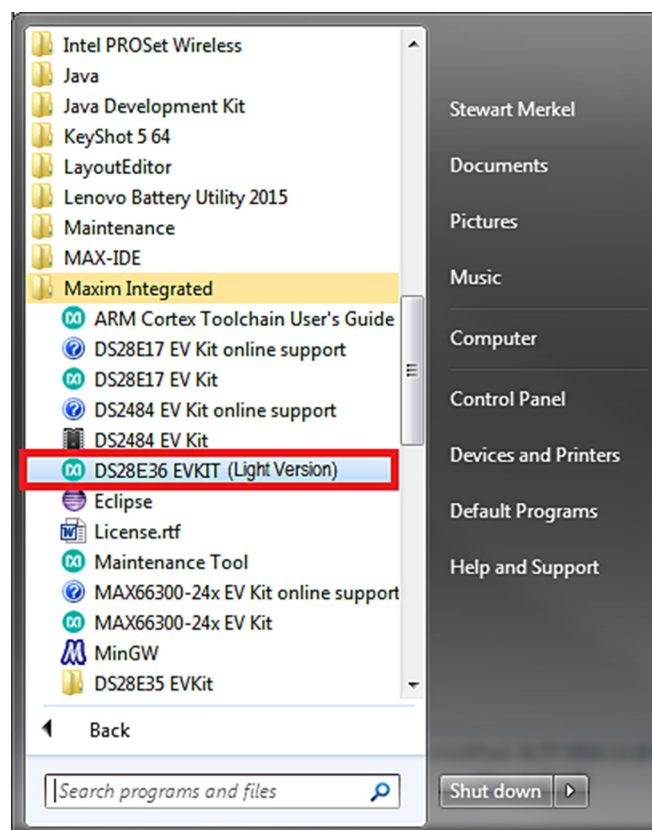 Intel PROSet Wireless
Java
Java Development Kit
KeyShot 5 64
LayoutEditor
Lenovo Battery Utility 2015
Maintenance
MAX-IDE
Maxim Integrated
ARM Cortex Toolchain User's Guide
DS28E17 EV Kit online support
DS28E17 EV Kit
DS2484 EV Kit online support
DS2484 EV Kit
DS28E36 EVKIT (Light Version)
Eclipse
License.rtf
Maintenance Tool
MAX66300-24x EV Kit online support
MAX66300-24x EV Kit
MinGW
DS28E35 EVKit
Back
Search programs and files
Stewart Merkel
Documents
Pictures
Music
Computer
Control Panel
Devices and Printers
Default Programs
Help and Support
Shut down